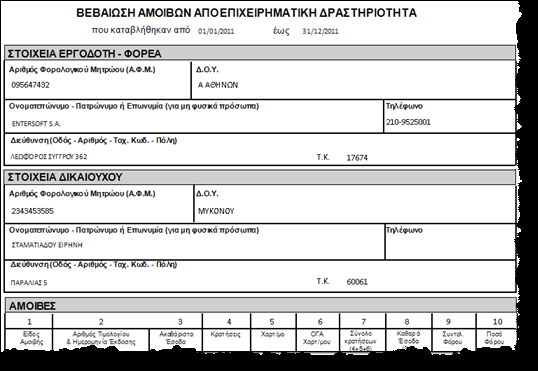 ΒΕΒΑΙΩΣΗ ΑΜΟΙΒΩΝ ΑΠΟ ΕΠΙΧΕΙΡΗΜΑΤΙΚΗ ΔΡΑΣΤΗΡΙΟΤΗΤΑ
που καταβλήθηκαν από 01/01/2011 έως 31/12/2011
ΣΤΟΙΧΕΙΑ ΕΡΓΟΔΟΤΗ - ΦΟΡΕΑ
Αριθμός Φορολογικού Μητρώου (Α.Φ.Μ.) Δ.Ο.Υ.
095647432 Α ΑΘΗΝΩΝ
Ονοματεπώνυμο - Πατρώνυμο ή Επωνυμία (για μη φυσικά πρόσωπα) Τηλέφωνο
ENTERSOFT S.A. 210-9525001
Διεύθυνση (Οδός - Αριθμός - Ταχ. Κωδ. - Πόλη)
ΛΕΩΦΟΡΟΣ ΣΥΓΓΡΟΥ 362 Τ.Κ. 17674
ΣΤΟΙΧΕΙΑ ΔΙΚΑΙΟΥΧΟΥ
Αριθμός Φορολογικού Μητρώου (Α.Φ.Μ.) Δ.Ο.Υ.
2343453585 ΜΥΚΟΝΟΥ
Ονοματεπώνυμο - Πατρώνυμο ή Επωνυμία (για μη φυσικά πρόσωπα) Τηλέφωνο
ΣΤΑΜΑΤΙΑΔΟΥ ΕΙΡΗΝΗ
Διεύθυνση (Οδός - Αριθμός - Ταχ. Κωδ. - Πόλη)
ΠΑΡΑΛΙΑΣ 5 Τ.Κ. 60061
ΑΜΟΙΒΕΣ
1 2 3 4 5 6 7 8 9 10
Είδος Αριθμός Τιμολογίου Ακαθάριστα Κρατήσεις Χαρτ/μο ΟΓΑ Σύνολο Καθαρά Συντελ. Ποσό
Αμοιβής & Ημερομηνία Έκδοσης Έσοδα Χαρτ/μου κρατήσεων Έσοδα Φόρου Φόρου
(4+5+6)